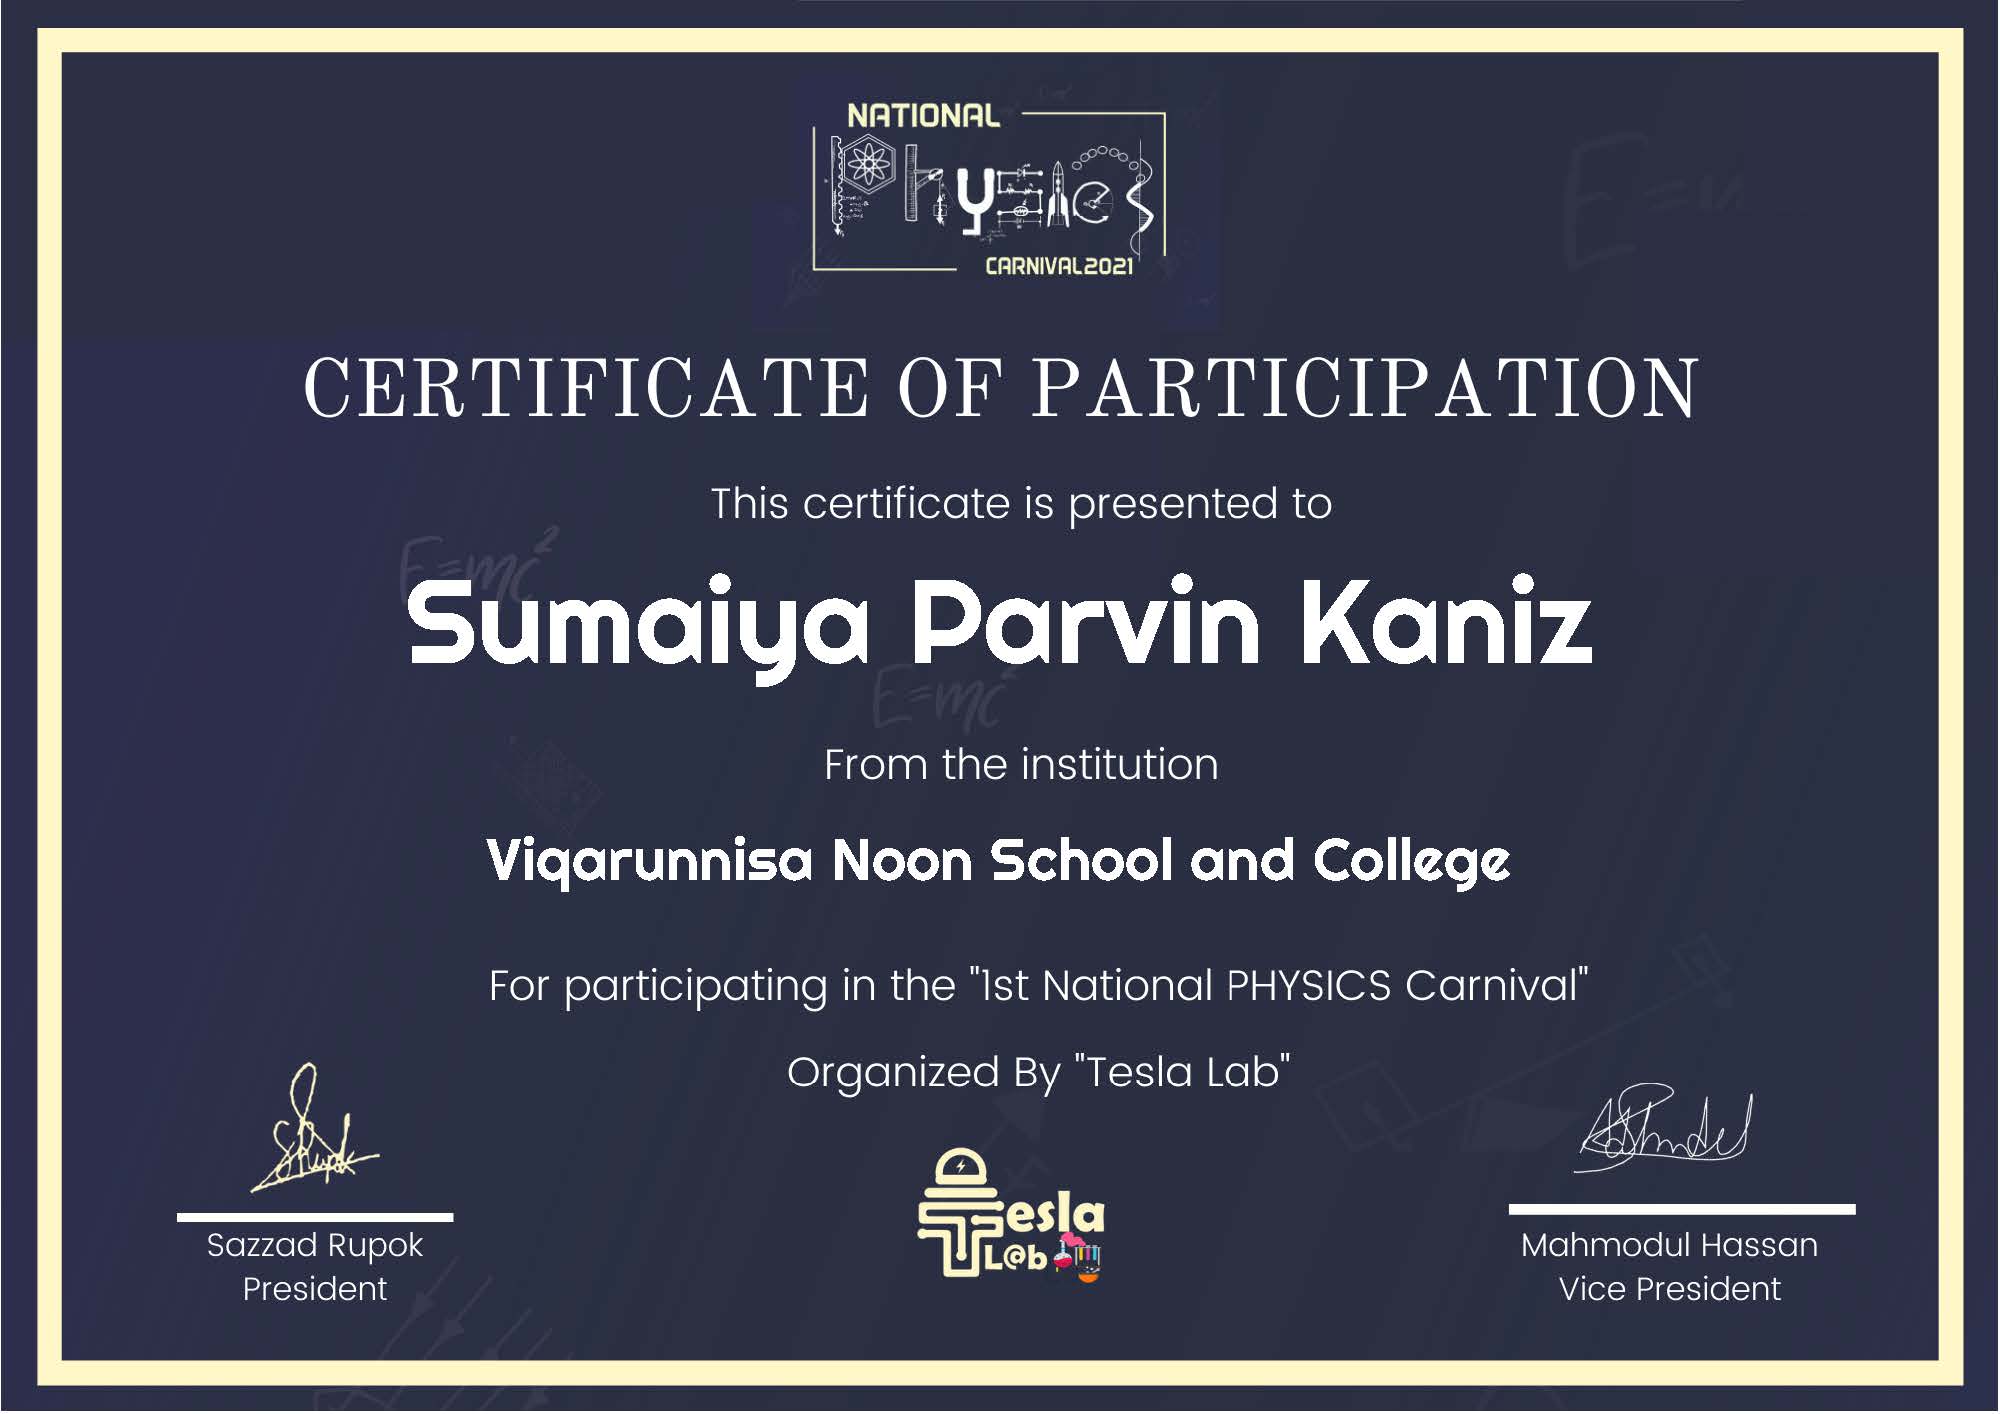 NATIONAL
Physics
CARNIVAL2021
CERTIFICATE OF PARTICIPATION
This certificate is presented to
E=mc²
Sumaiya Parvin Kaniz
E=mc²
From the institution
Viqarunnisa Noon School and College
For participating in the "1st National PHYSICS Carnival"
Organized By "Tesla Lab"
Tesla
L@b
Sazzad Rupok
President
Mahmodul Hassan
Vice President